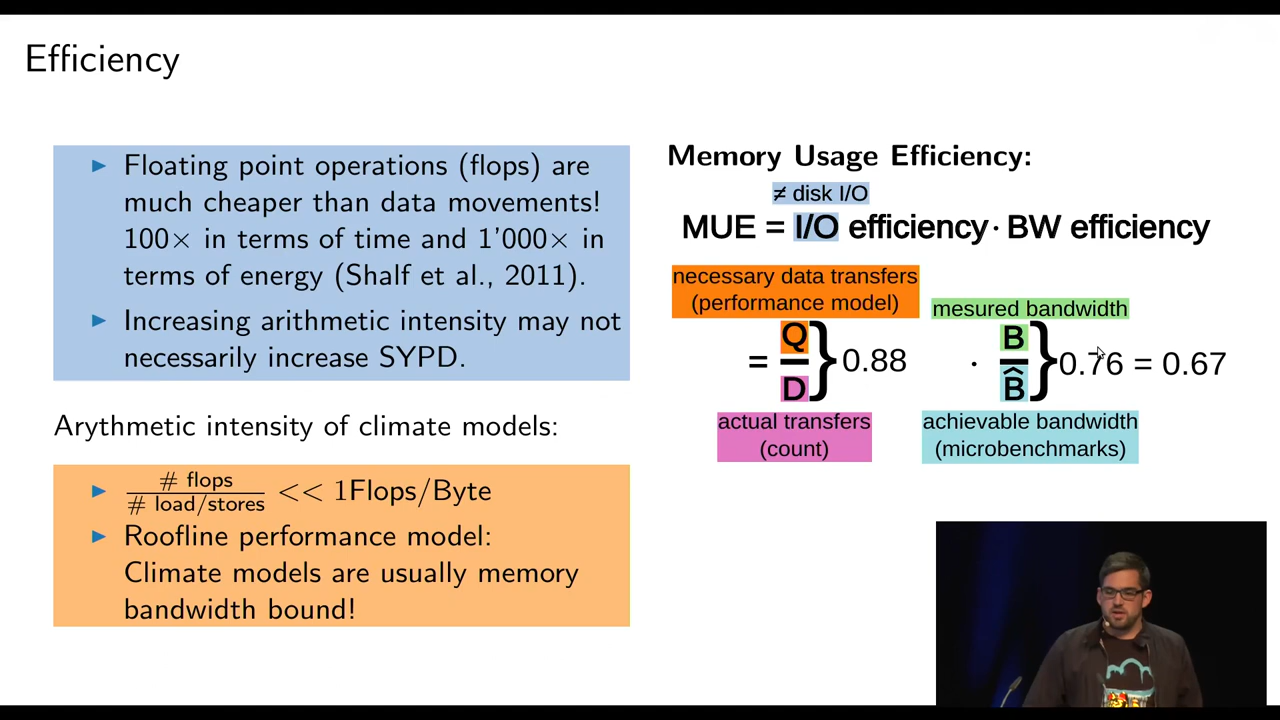 Efficiency
Floating point operations (flops) are
much cheaper than data movements!
100× in terms of time and 1'000× in
terms of energy (Shalf et al., 2011).
Increasing arithmetic intensity may not
necessarily increase SYPD.
Arythmetic intensity of climate models:
# flops
# load/stores << 1Flops/Byte
Roofline performance model:
Climate models are usually memory
bandwidth bound!
Memory Usage Efficiency:
≠ disk I/O
MUE = I/O efficiency · BW efficiency
necessary data transfers
(performance model)
mesured bandwidth
Q B
= } 0.88 · } 0.76 = 0.67
D B̂
actual transfers
(count)
achievable bandwidth
(microbenchmarks)